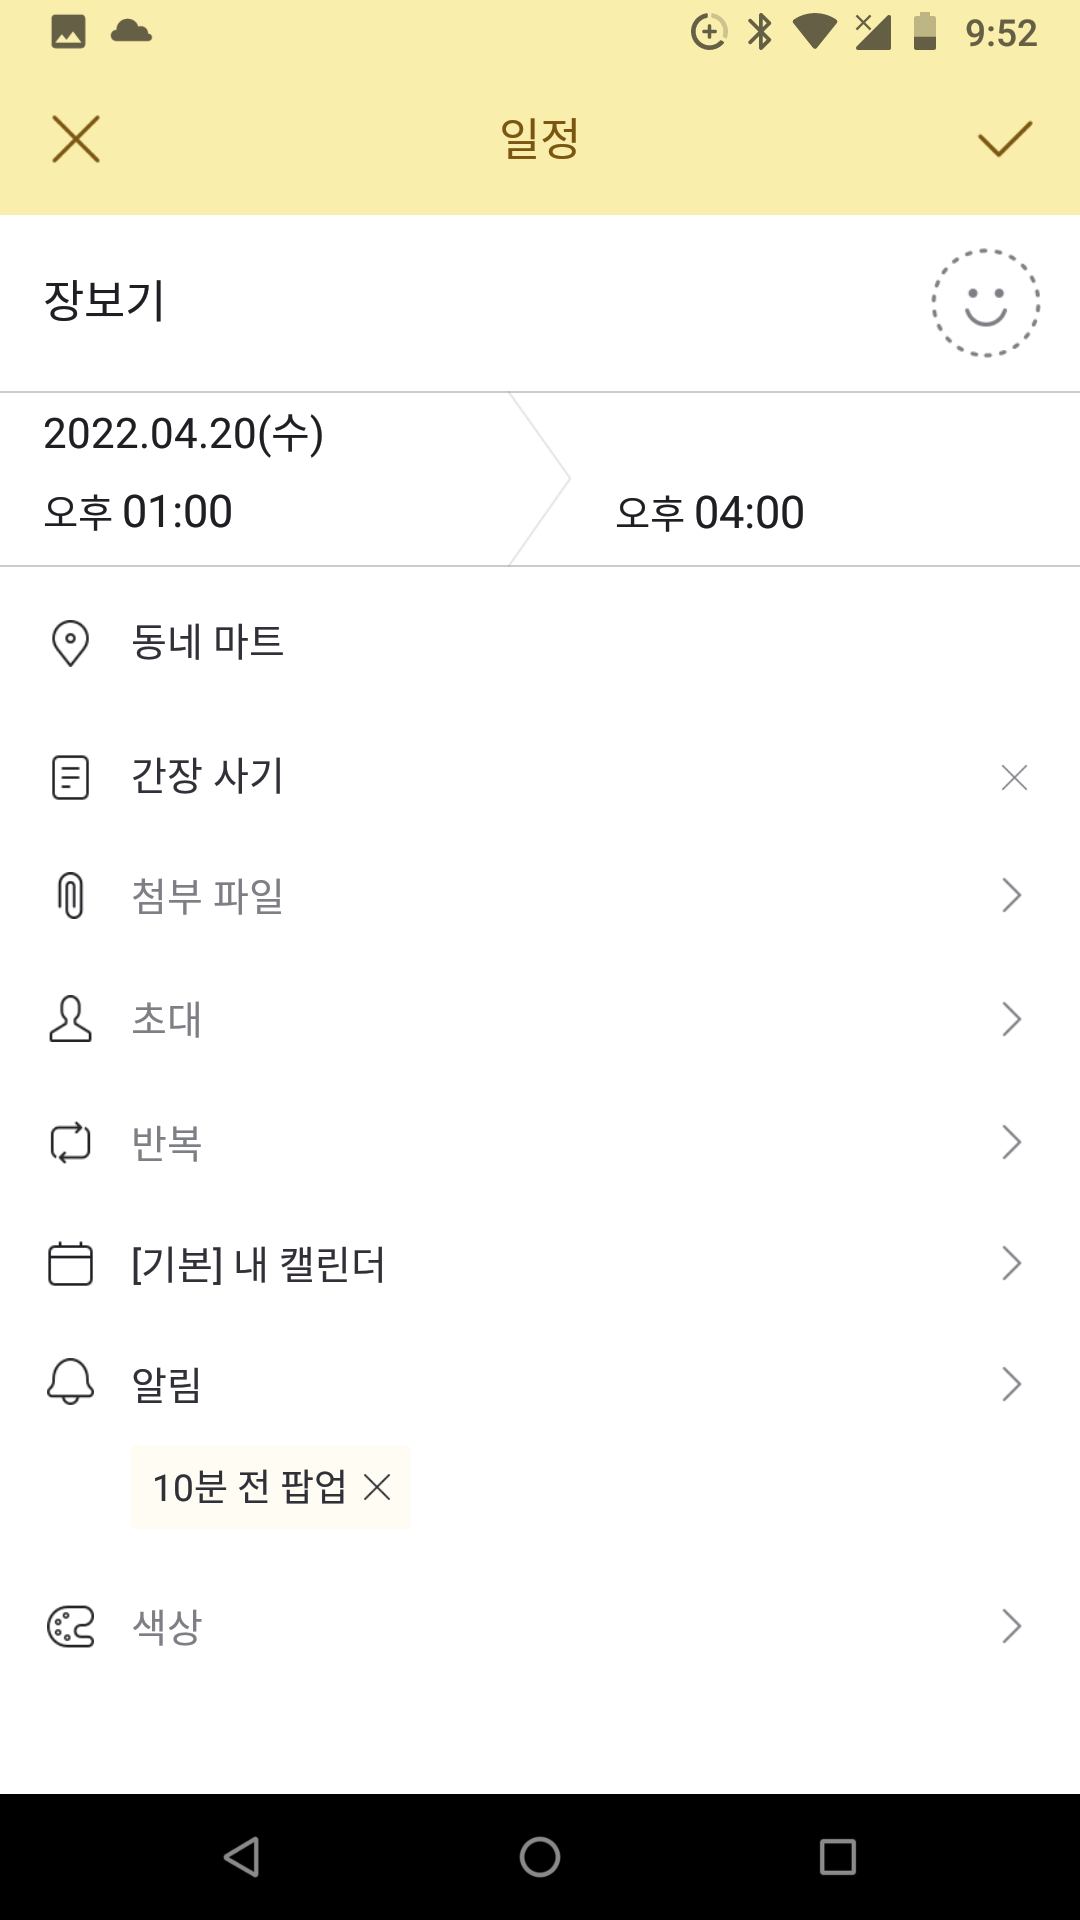 9:52
일정
장보기
2022.04.20(수)
오후 01:00
오후 04:00
동네 마트
간장 사기
첨부 파일
초대
반복
[기본] 내 캘린더
알림
10분 전 팝업
색상